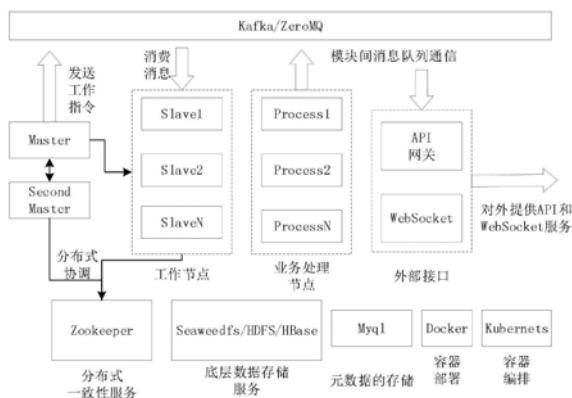 Kafka/ZeroMQ
发送
工作
指令
消费
消息
模块间消息队列通信
Master
Second
Master
Slave1
Slave2
SlaveN
Process1
Process2
ProcessN
API
网关
WebSocket
对外提供API和
WebSocket服务
分布式
协调
工作节点
业务处理
节点
外部接口
Zookeeper
Seaweedfs/HDFS/HBase
Myql
Docker
Kubernets
分布式
一致性服务
底层数据存储
服务
元数据的存储
容器
部署
容器
编排